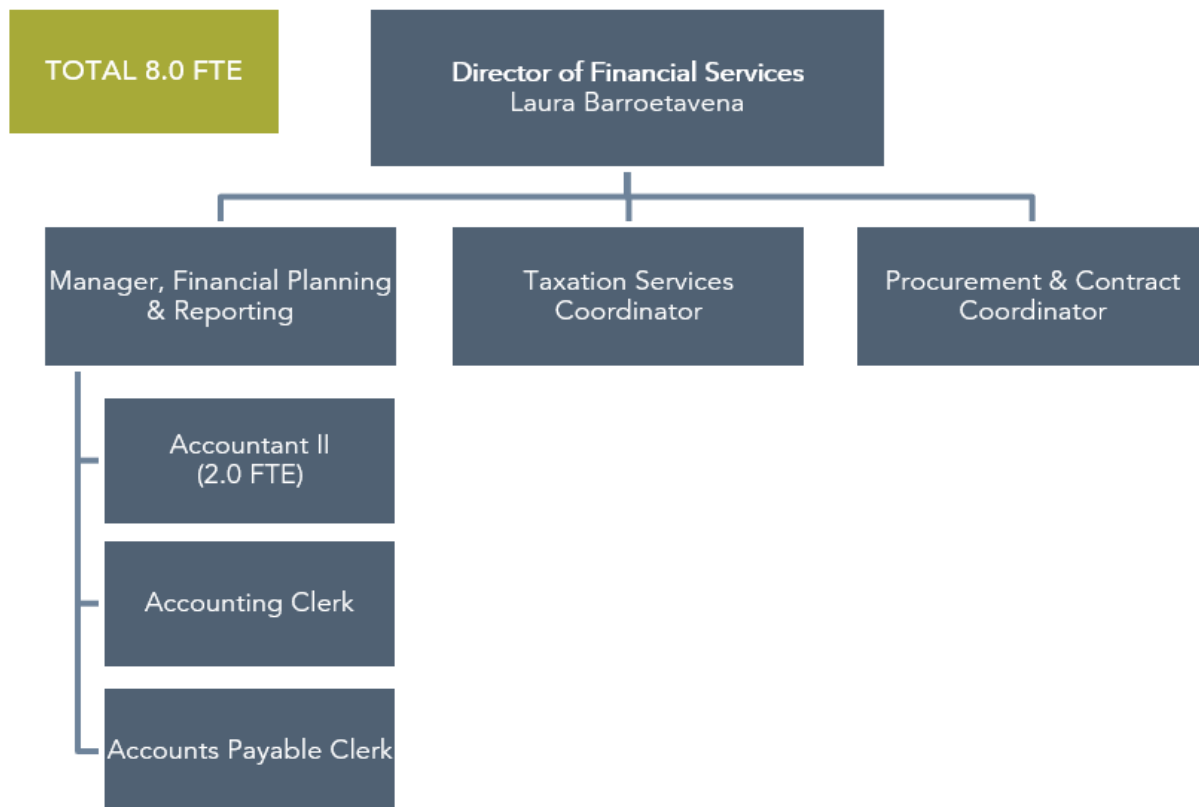 TOTAL 8.0 FTE
Director of Financial Services
Laura Barroetavena
Manager, Financial Planning
& Reporting
Taxation Services
Coordinator
Procurement & Contract
Coordinator
Accountant II
(2.0 FTE)
Accounting Clerk
Accounts Payable Clerk